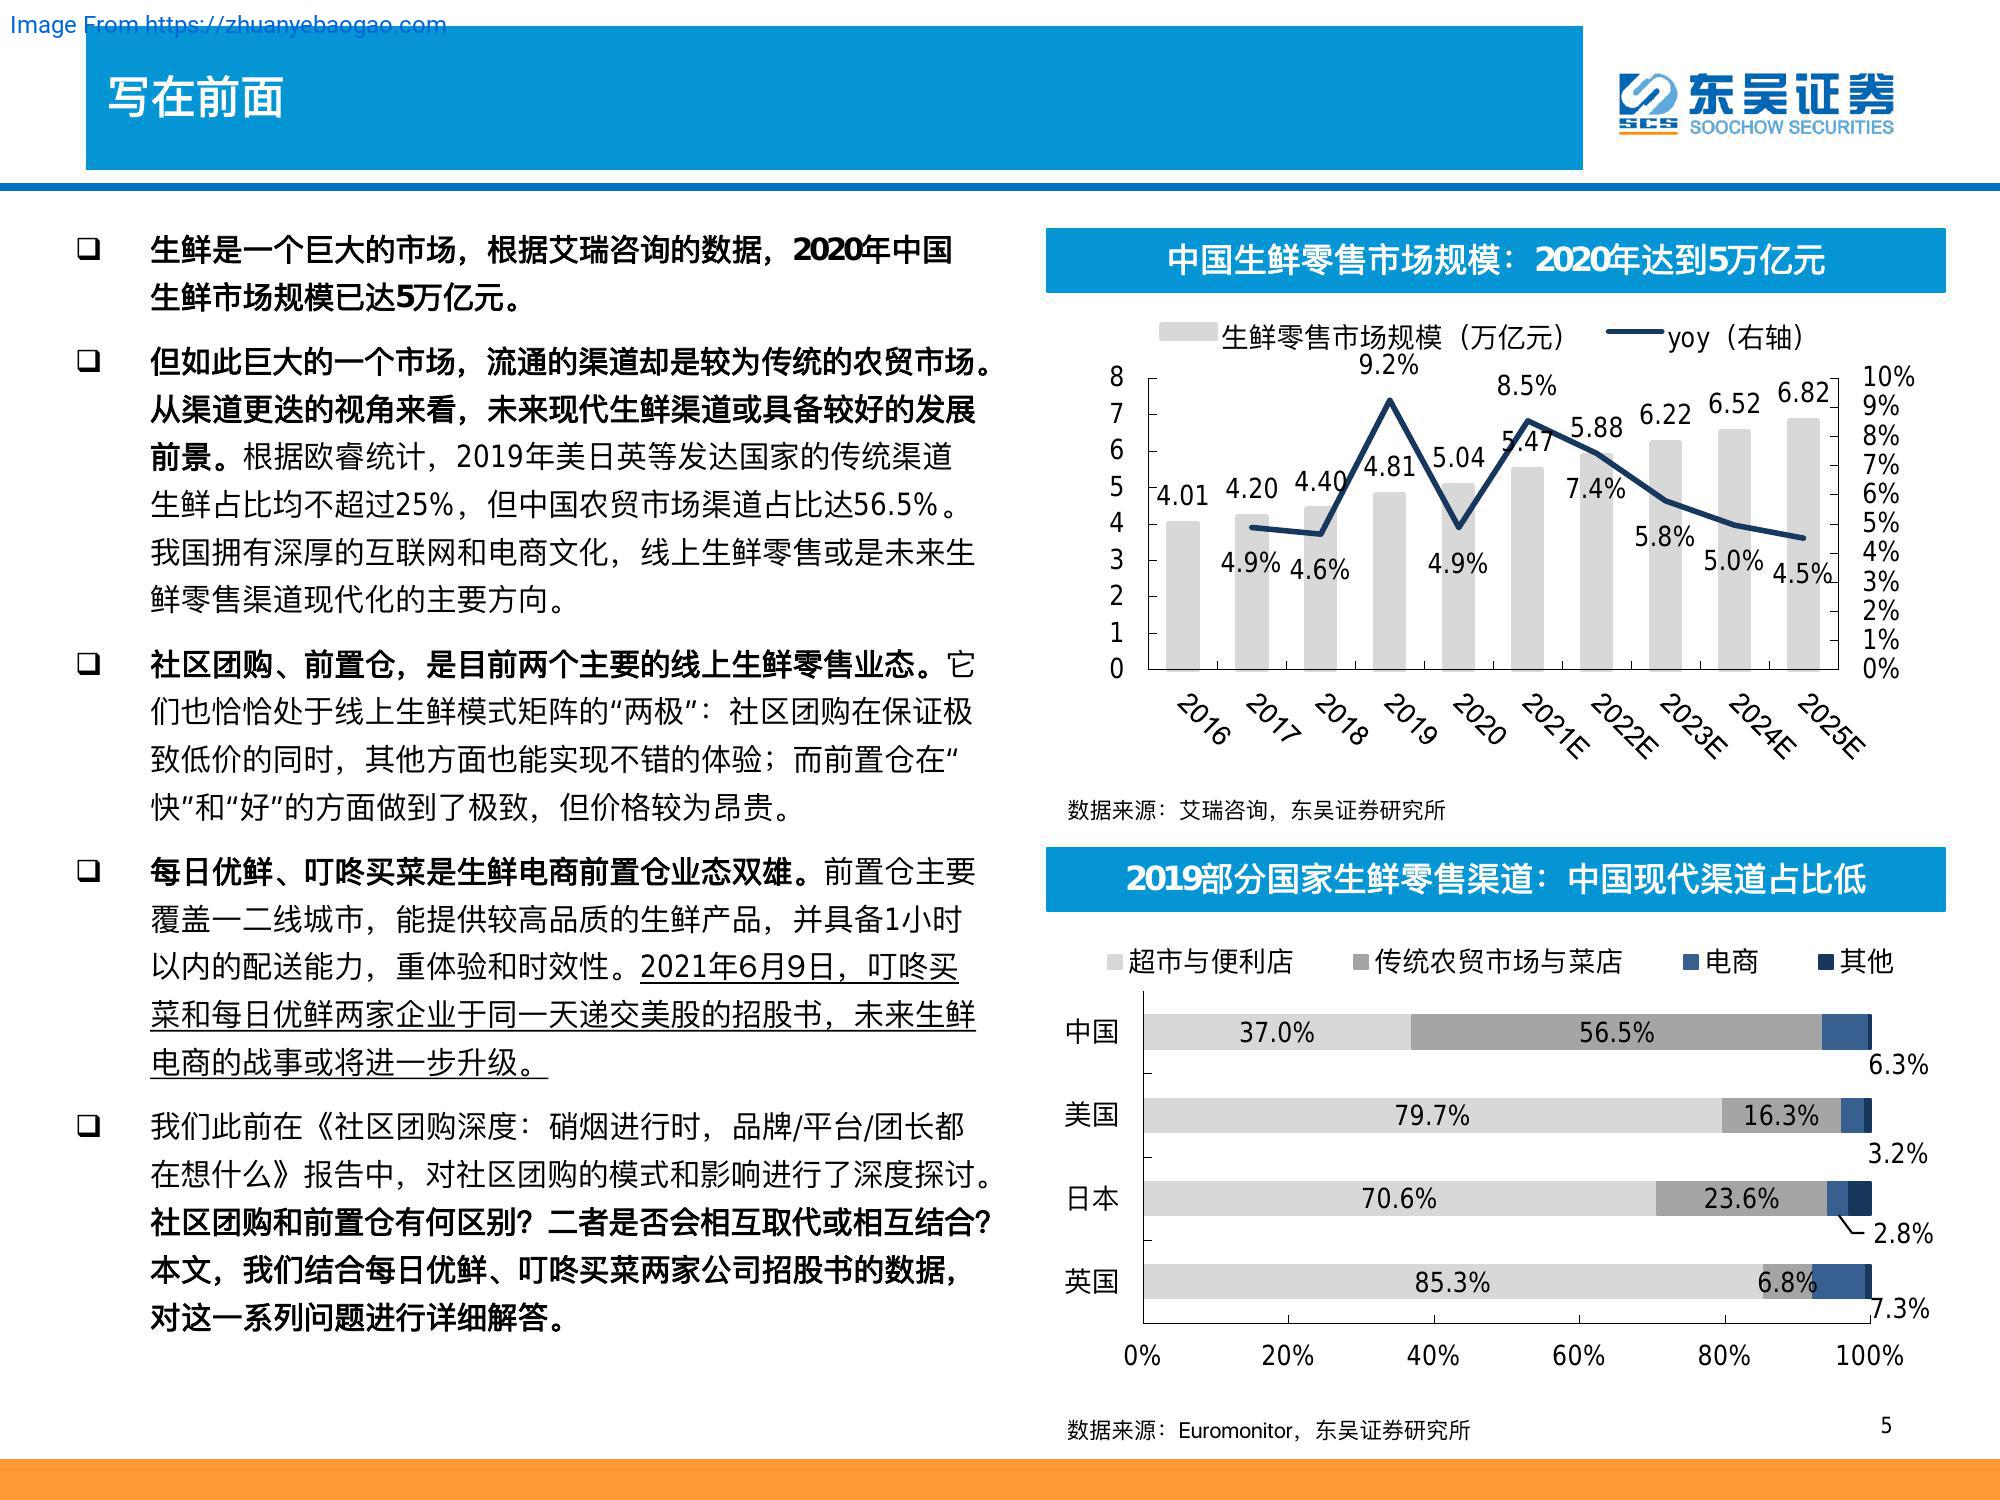 Image From https://zhuanyebaogao.com
写在前面
东吴证券
SCS SOOCHOW SECURITIES
❑ 生鲜是一个巨大的市场，根据艾瑞咨询的数据，2020年中国
生鲜市场规模已达5万亿元。
❑ 但如此巨大的一个市场，流通的渠道却是较为传统的农贸市场。
从渠道更迭的视角来看，未来现代生鲜渠道或具备较好的发展
前景。根据欧睿统计，2019年美日英等发达国家的传统渠道
生鲜占比均不超过25%，但中国农贸市场渠道占比达56.5%。
我国拥有深厚的互联网和电商文化，线上生鲜零售或是未来生
鲜零售渠道现代化的主要方向。
❑ 社区团购、前置仓，是目前两个主要的线上生鲜零售业态。它
们也恰恰处于线上生鲜模式矩阵的“两极”：社区团购在保证极
致低价的同时，其他方面也能实现不错的体验；而前置仓在“
快”和“好”的方面做到了极致，但价格较为昂贵。
❑ 每日优鲜、叮咚买菜是生鲜电商前置仓业态双雄。前置仓主要
覆盖一二线城市，能提供较高品质的生鲜产品，并具备1小时
以内的配送能力，重体验和时效性。2021年6月9日，叮咚买
菜和每日优鲜两家企业于同一天递交美股的招股书，未来生鲜
电商的战事或将进一步升级。
❑ 我们此前在《社区团购深度：硝烟进行时，品牌/平台/团长都
在想什么》报告中，对社区团购的模式和影响进行了深度探讨。
社区团购和前置仓有何区别？二者是否会相互取代或相互结合？
本文，我们结合每日优鲜、叮咚买菜两家公司招股书的数据，
对这一系列问题进行详细解答。
中国生鲜零售市场规模：2020年达到5万亿元
生鲜零售市场规模（万亿元） yoy（右轴）
8 7 6 5 4 3 2 1 0
4.01 4.20 4.40 4.81 5.04 5.47 5.88 6.22 6.52 6.82
4.9% 4.6% 9.2% 4.9% 8.5% 7.4% 5.8% 5.0% 4.5%
10% 9% 8% 7% 6% 5% 4% 3% 2% 1% 0%
2016 2017 2018 2019 2020 2021E 2022E 2023E 2024E 2025E
数据来源：艾瑞咨询，东吴证券研究所
2019部分国家生鲜零售渠道：中国现代渠道占比低
超市与便利店 传统农贸市场与菜店 电商 其他
中国 37.0% 56.5% 6.3%
美国 79.7% 16.3% 3.2%
日本 70.6% 23.6% 2.8%
英国 85.3% 6.8% 7.3%
0% 20% 40% 60% 80% 100%
数据来源：Euromonitor，东吴证券研究所
5